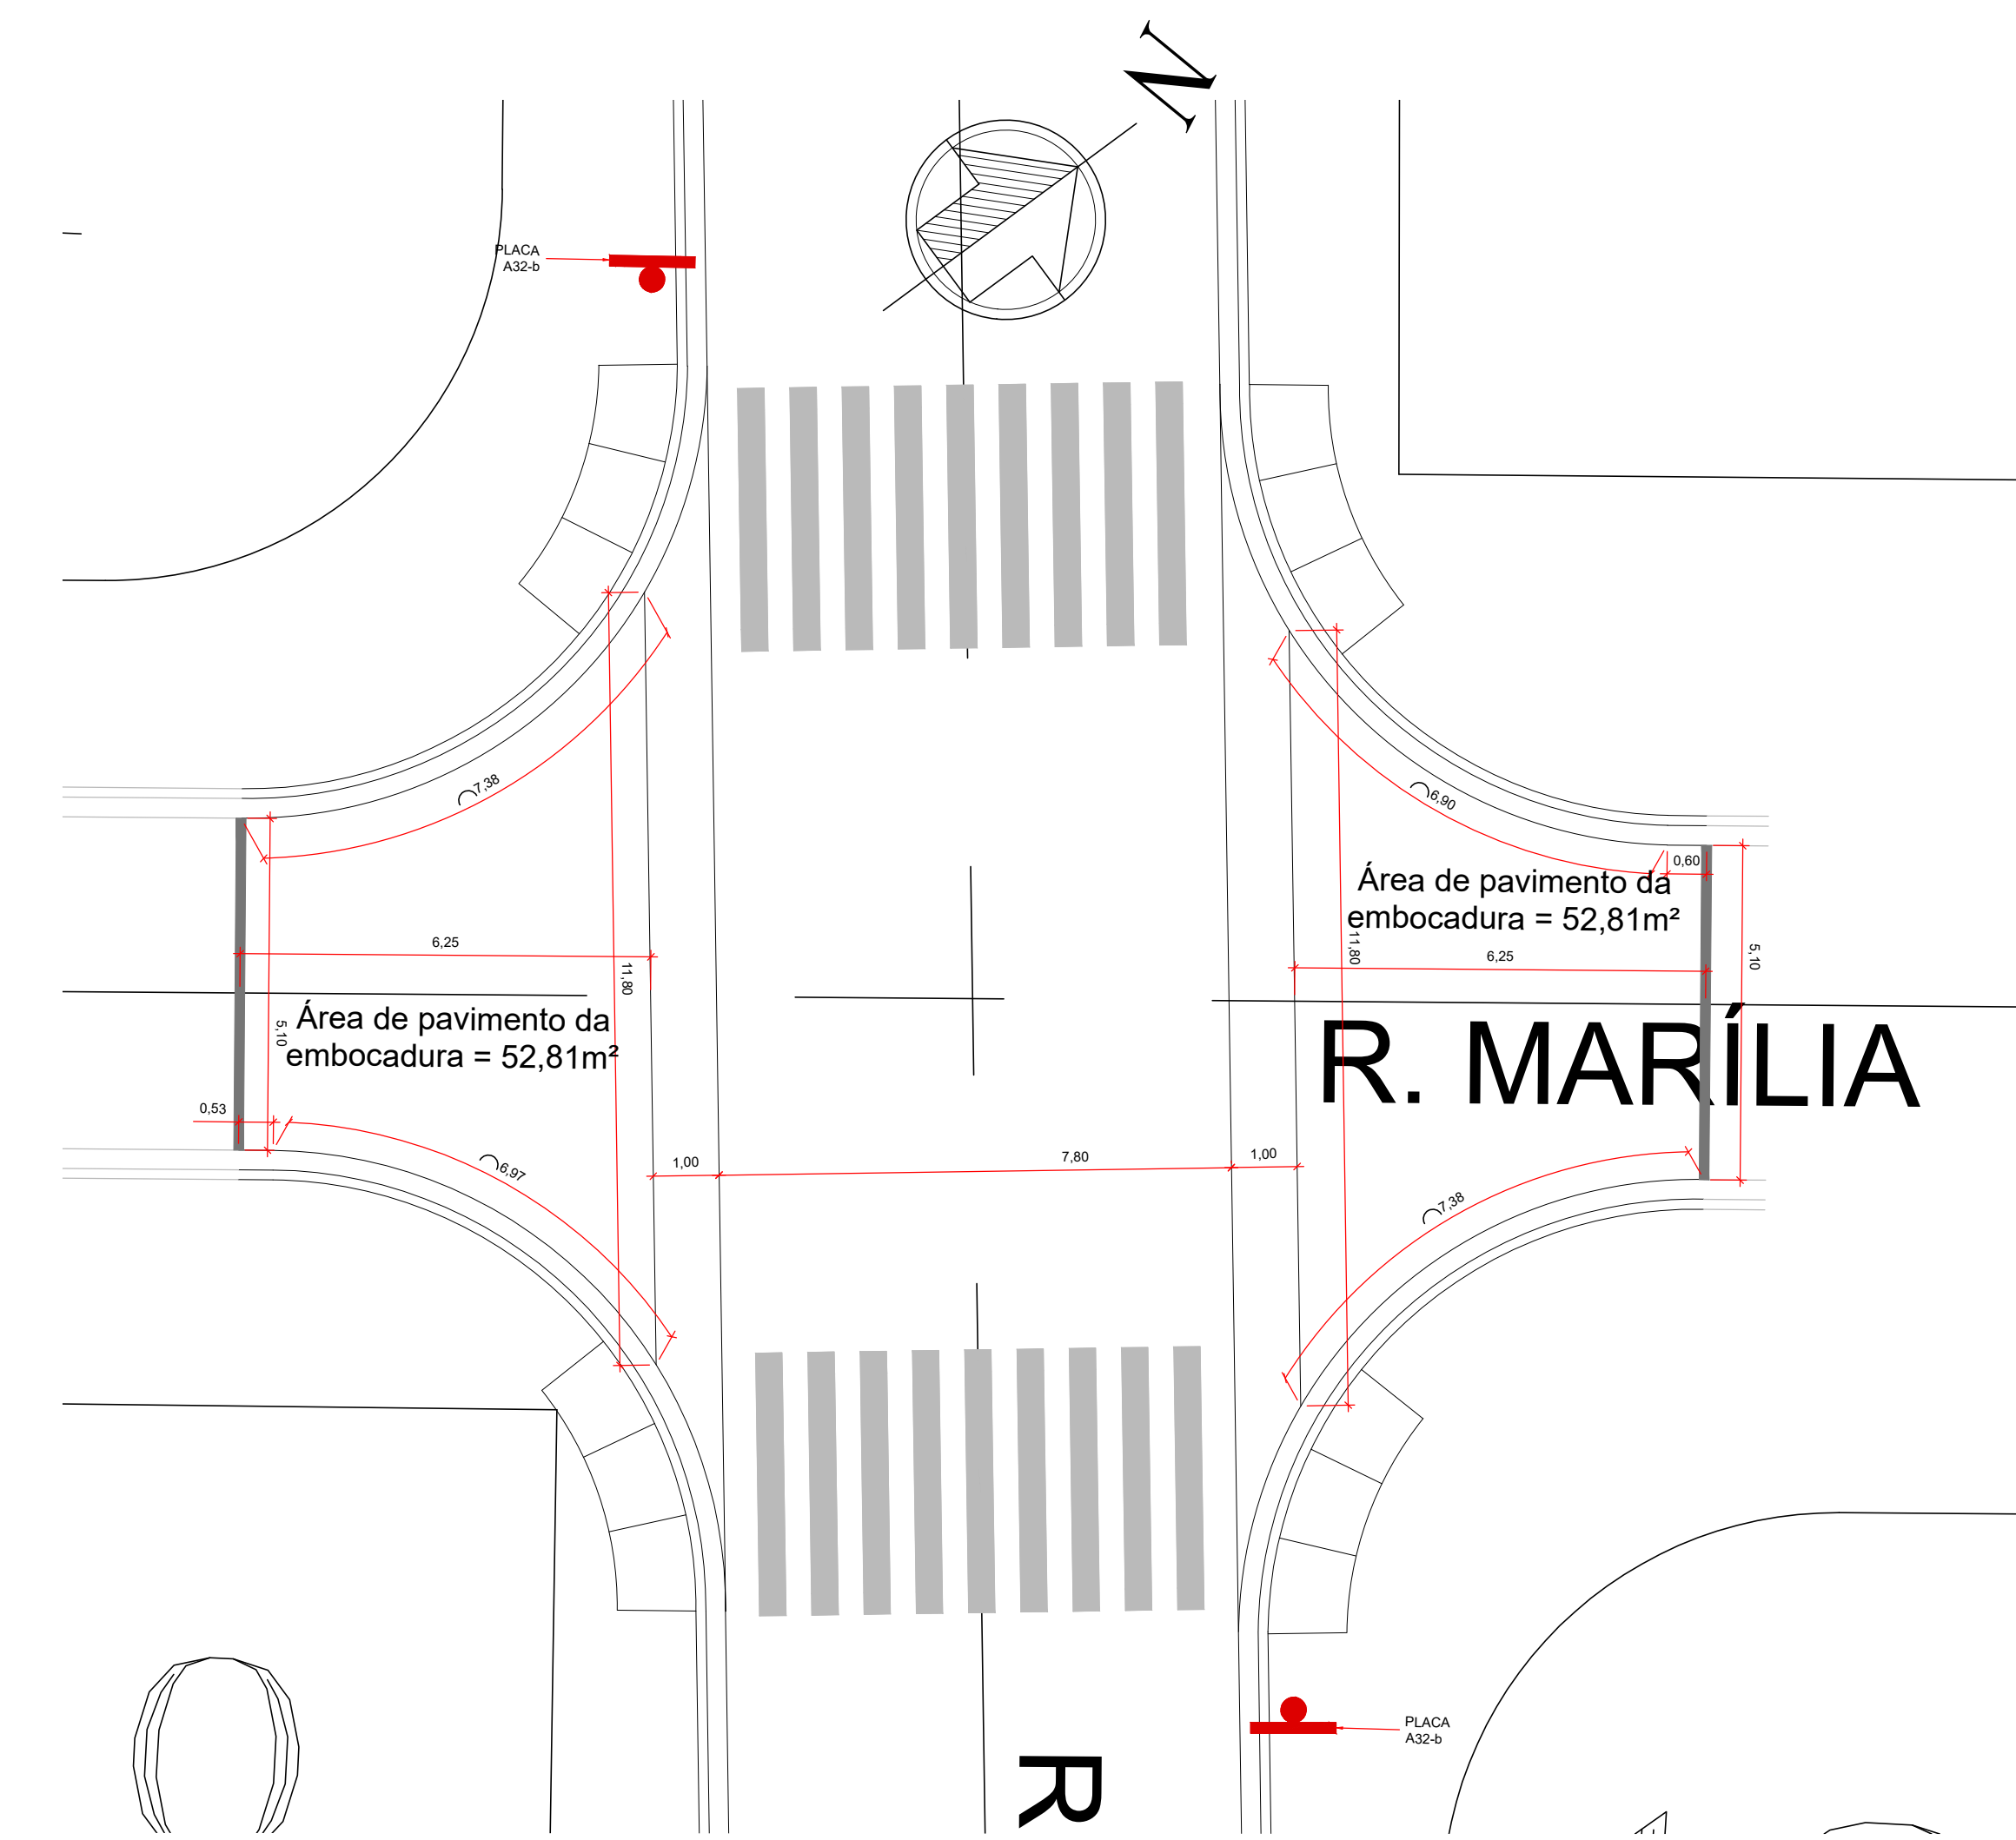 N
PLACA
A32-b
7,38
6,90
0,60
Área de pavimento da
embocadura = 52,81m²
6,25
11,80
11,80
6,25
5,10
Área de pavimento da
embocadura = 52,81m²
5,10
R. MARÍLIA
0,53
6,97
1,00
7,80
1,00
7,38
PLACA
A32-b
R